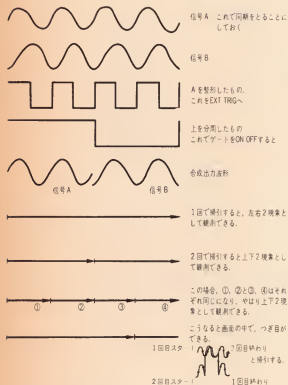 信号A これで同期をとることに
しておく
信号B
Aを整形したもの.
これをEXT TRIGへ
上を分周したもの
これでゲートをON OFFすると
合成出力波形
信号A
信号B
1回で掃引すると, 左右2現象と
して観測できる.
2回で掃引すると上下2現象とし
て観測できる.
この場合, ①, ②と③, ④はそれ
ぞれ同じになり, やはり上下2現
象として観測できる.
① ② ③ ④
こうなると画面の中で, つぎ目が
できる.
1回目スタート
2回目終わり
と掃引する.
2回目スタート
1回目終わり